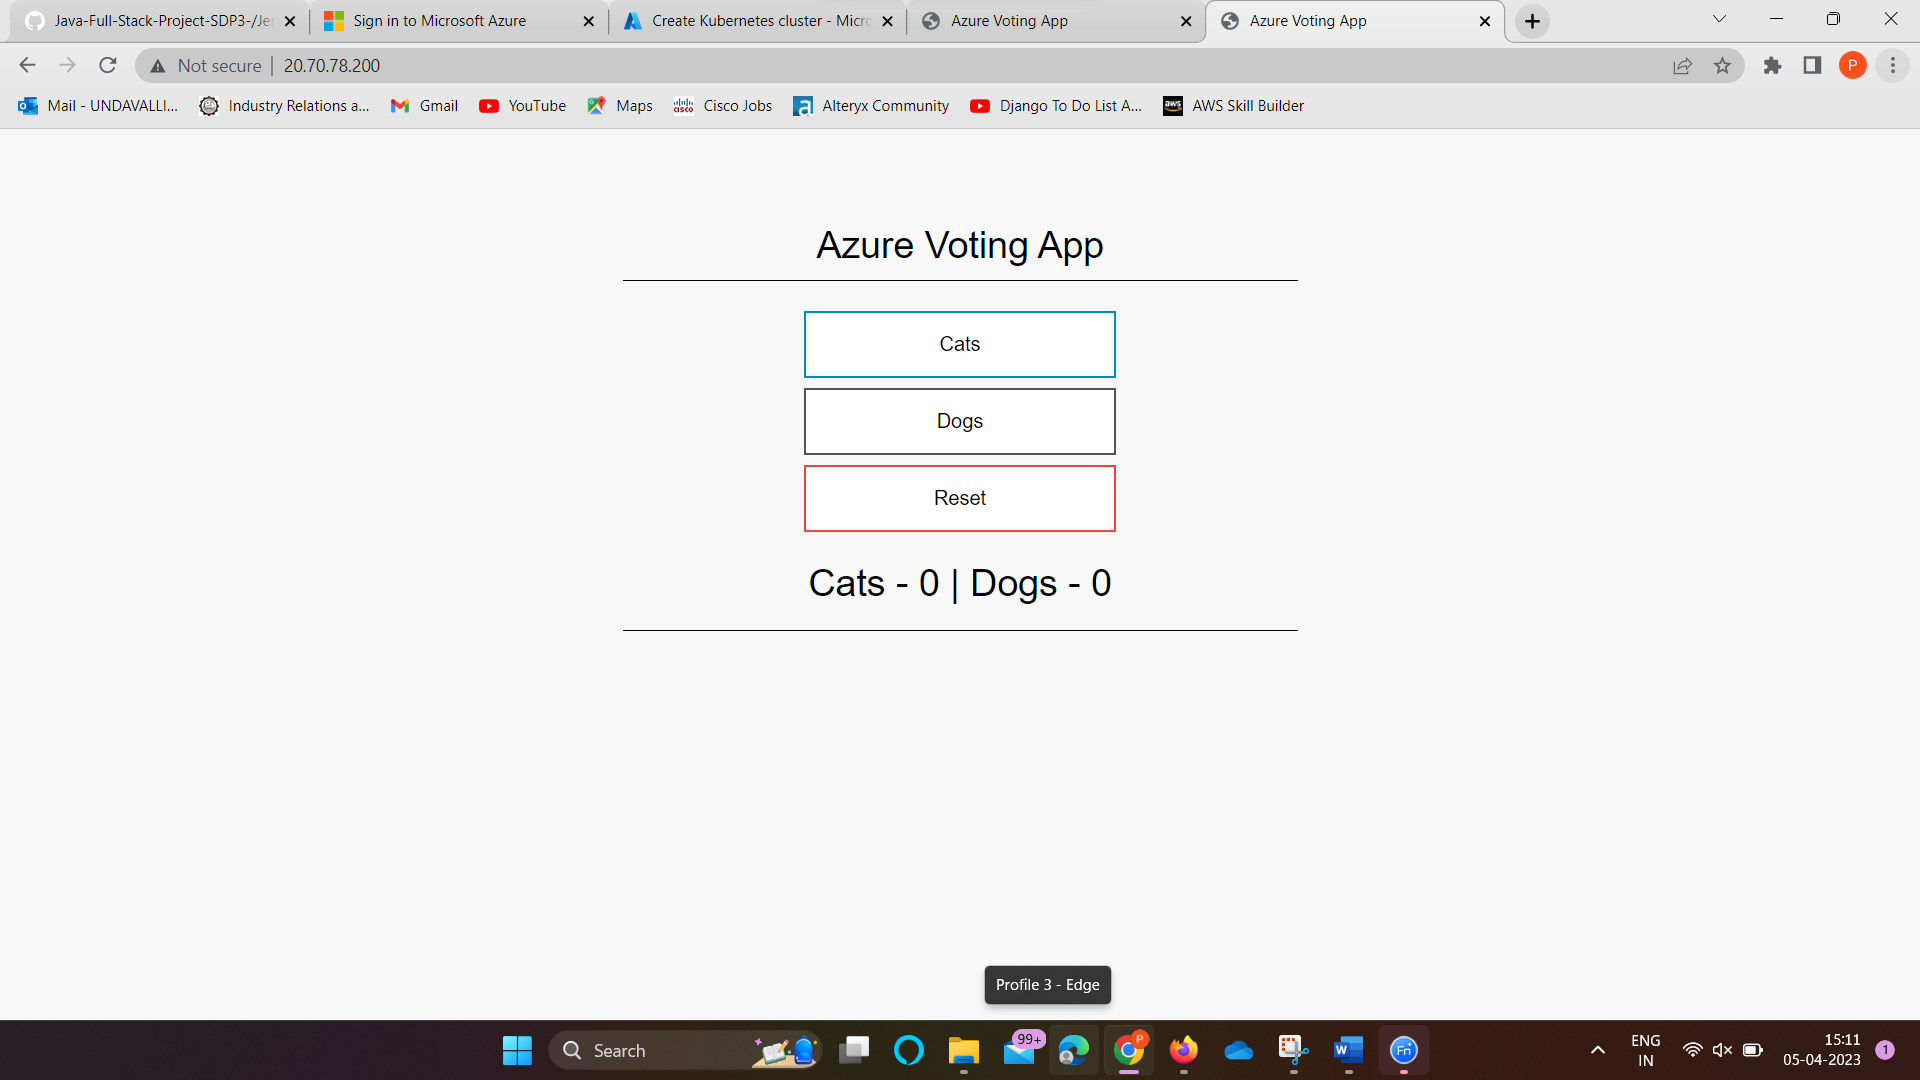 Java-Full-Stack-Project-SDP3-/Jer
Sign in to Microsoft Azure
Create Kubernetes cluster - Micro
Azure Voting App
Azure Voting App
Not secure | 20.70.78.200
P
Mail - UNDAVALLI...
Industry Relations a...
Gmail
YouTube
Maps
Cisco Jobs
Alteryx Community
Django To Do List A...
AWS Skill Builder
Azure Voting App
Cats
Dogs
Reset
Cats - 0 | Dogs - 0
Profile 3 - Edge
Search
99+
P
W
Fn
ENG
IN
15:11
05-04-2023
1